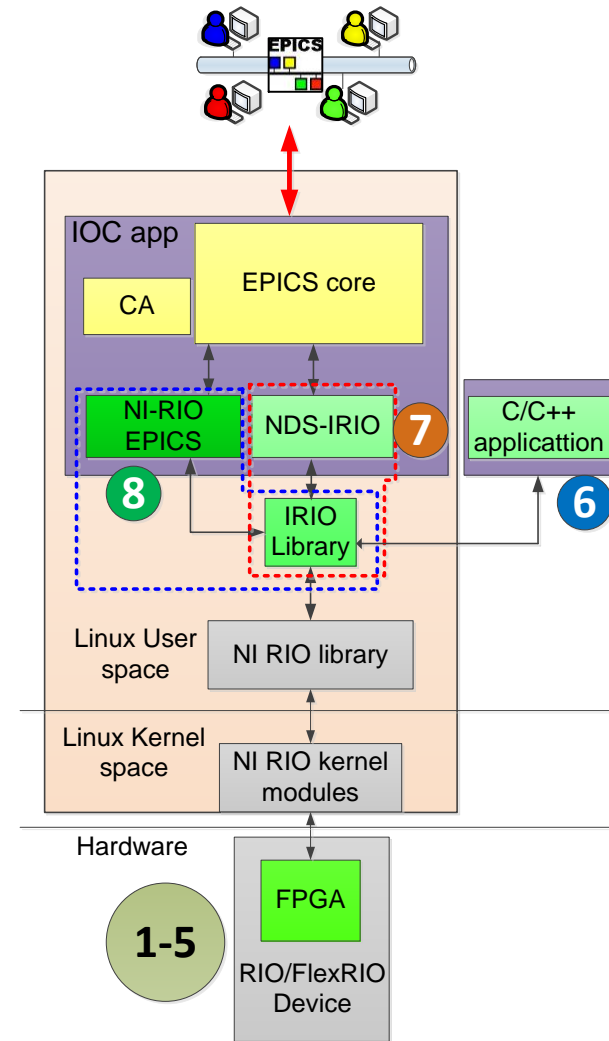 EPICS
IOC app
EPICS core
CA
NI-RIO
EPICS
NDS-IRIO
7
C/C++
applicattion
8
6
IRIO
Library
Linux User
space
NI RIO library
Linux Kernel
space
NI RIO kernel
modules
Hardware
FPGA
1-5
RIO/FlexRIO
Device